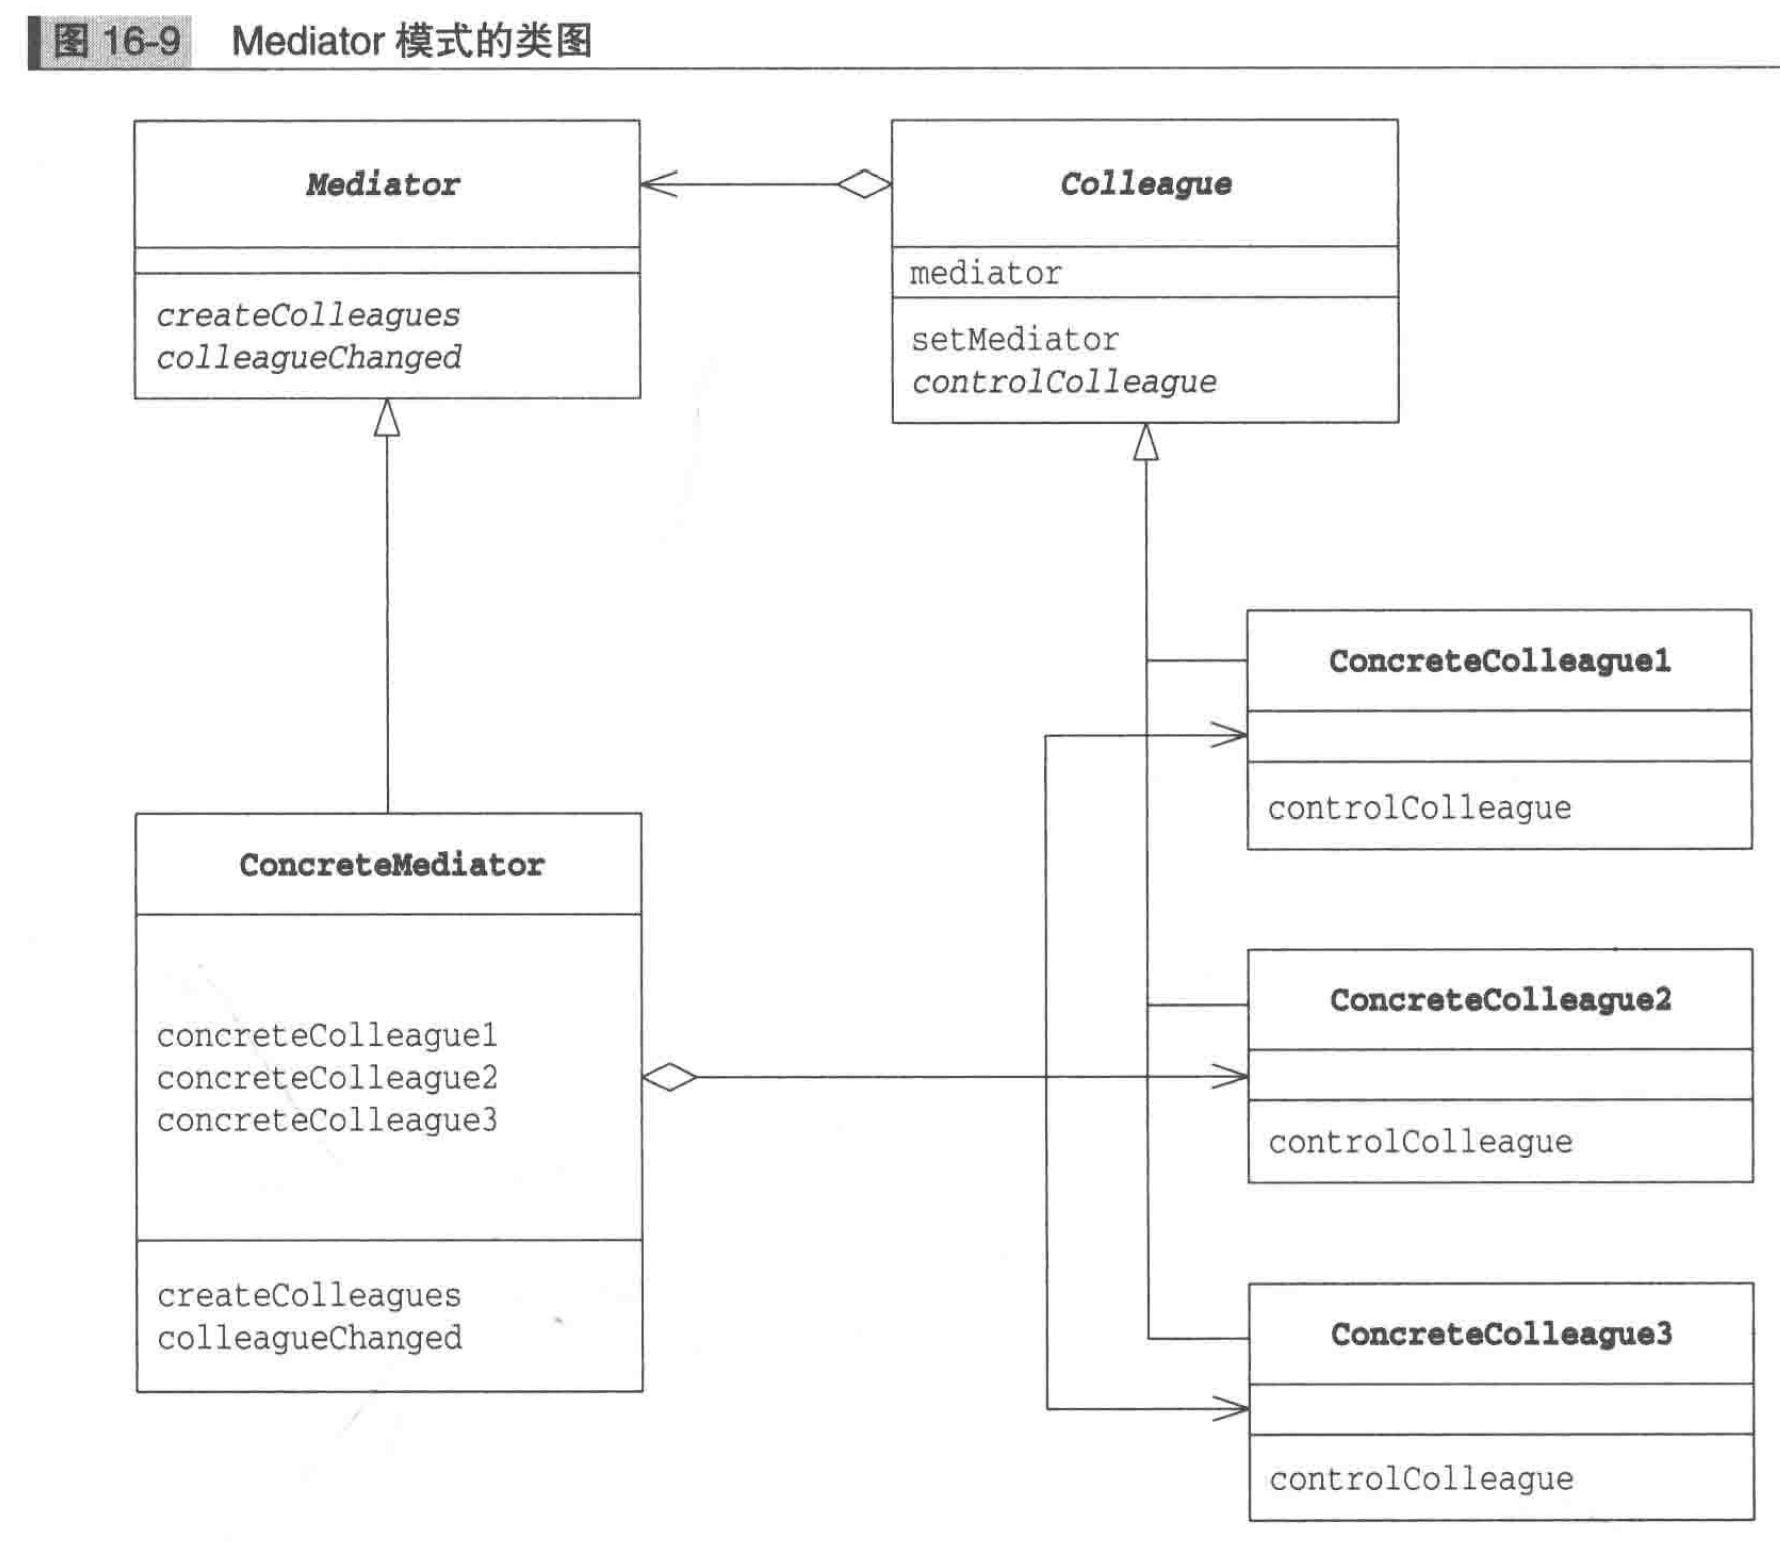 图 16-9 Mediator 模式的类图
Mediator
createColleagues
colleagueChanged
Colleague
mediator
setMediator
controlColleague
ConcreteMediator
concreteColleague1
concreteColleague2
concreteColleague3
createColleagues
colleagueChanged
ConcreteColleague1
controlColleague
ConcreteColleague2
controlColleague
ConcreteColleague3
controlColleague